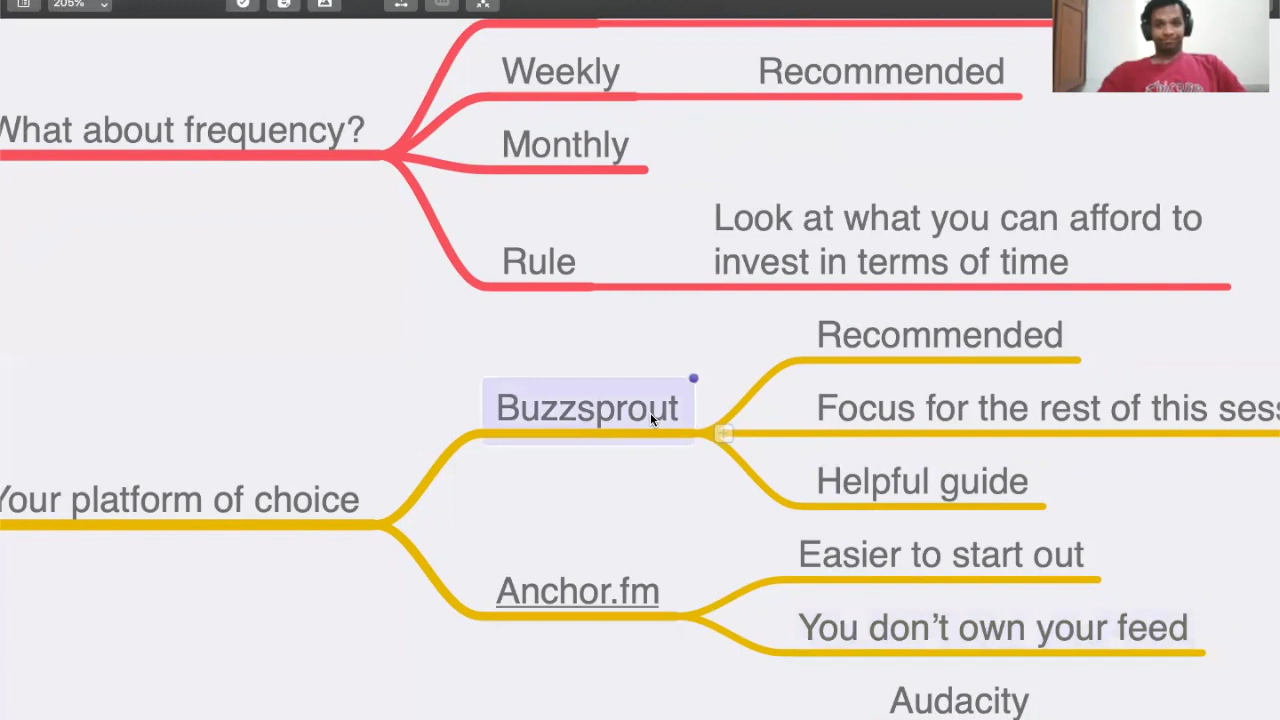 205%
Weekly
Recommended
What about frequency?
Monthly
Look at what you can afford to
invest in terms of time
Rule
Recommended
Buzzsprout
Focus for the rest of this sess
Helpful guide
Your platform of choice
Easier to start out
Anchor.fm
You don’t own your feed
Audacity